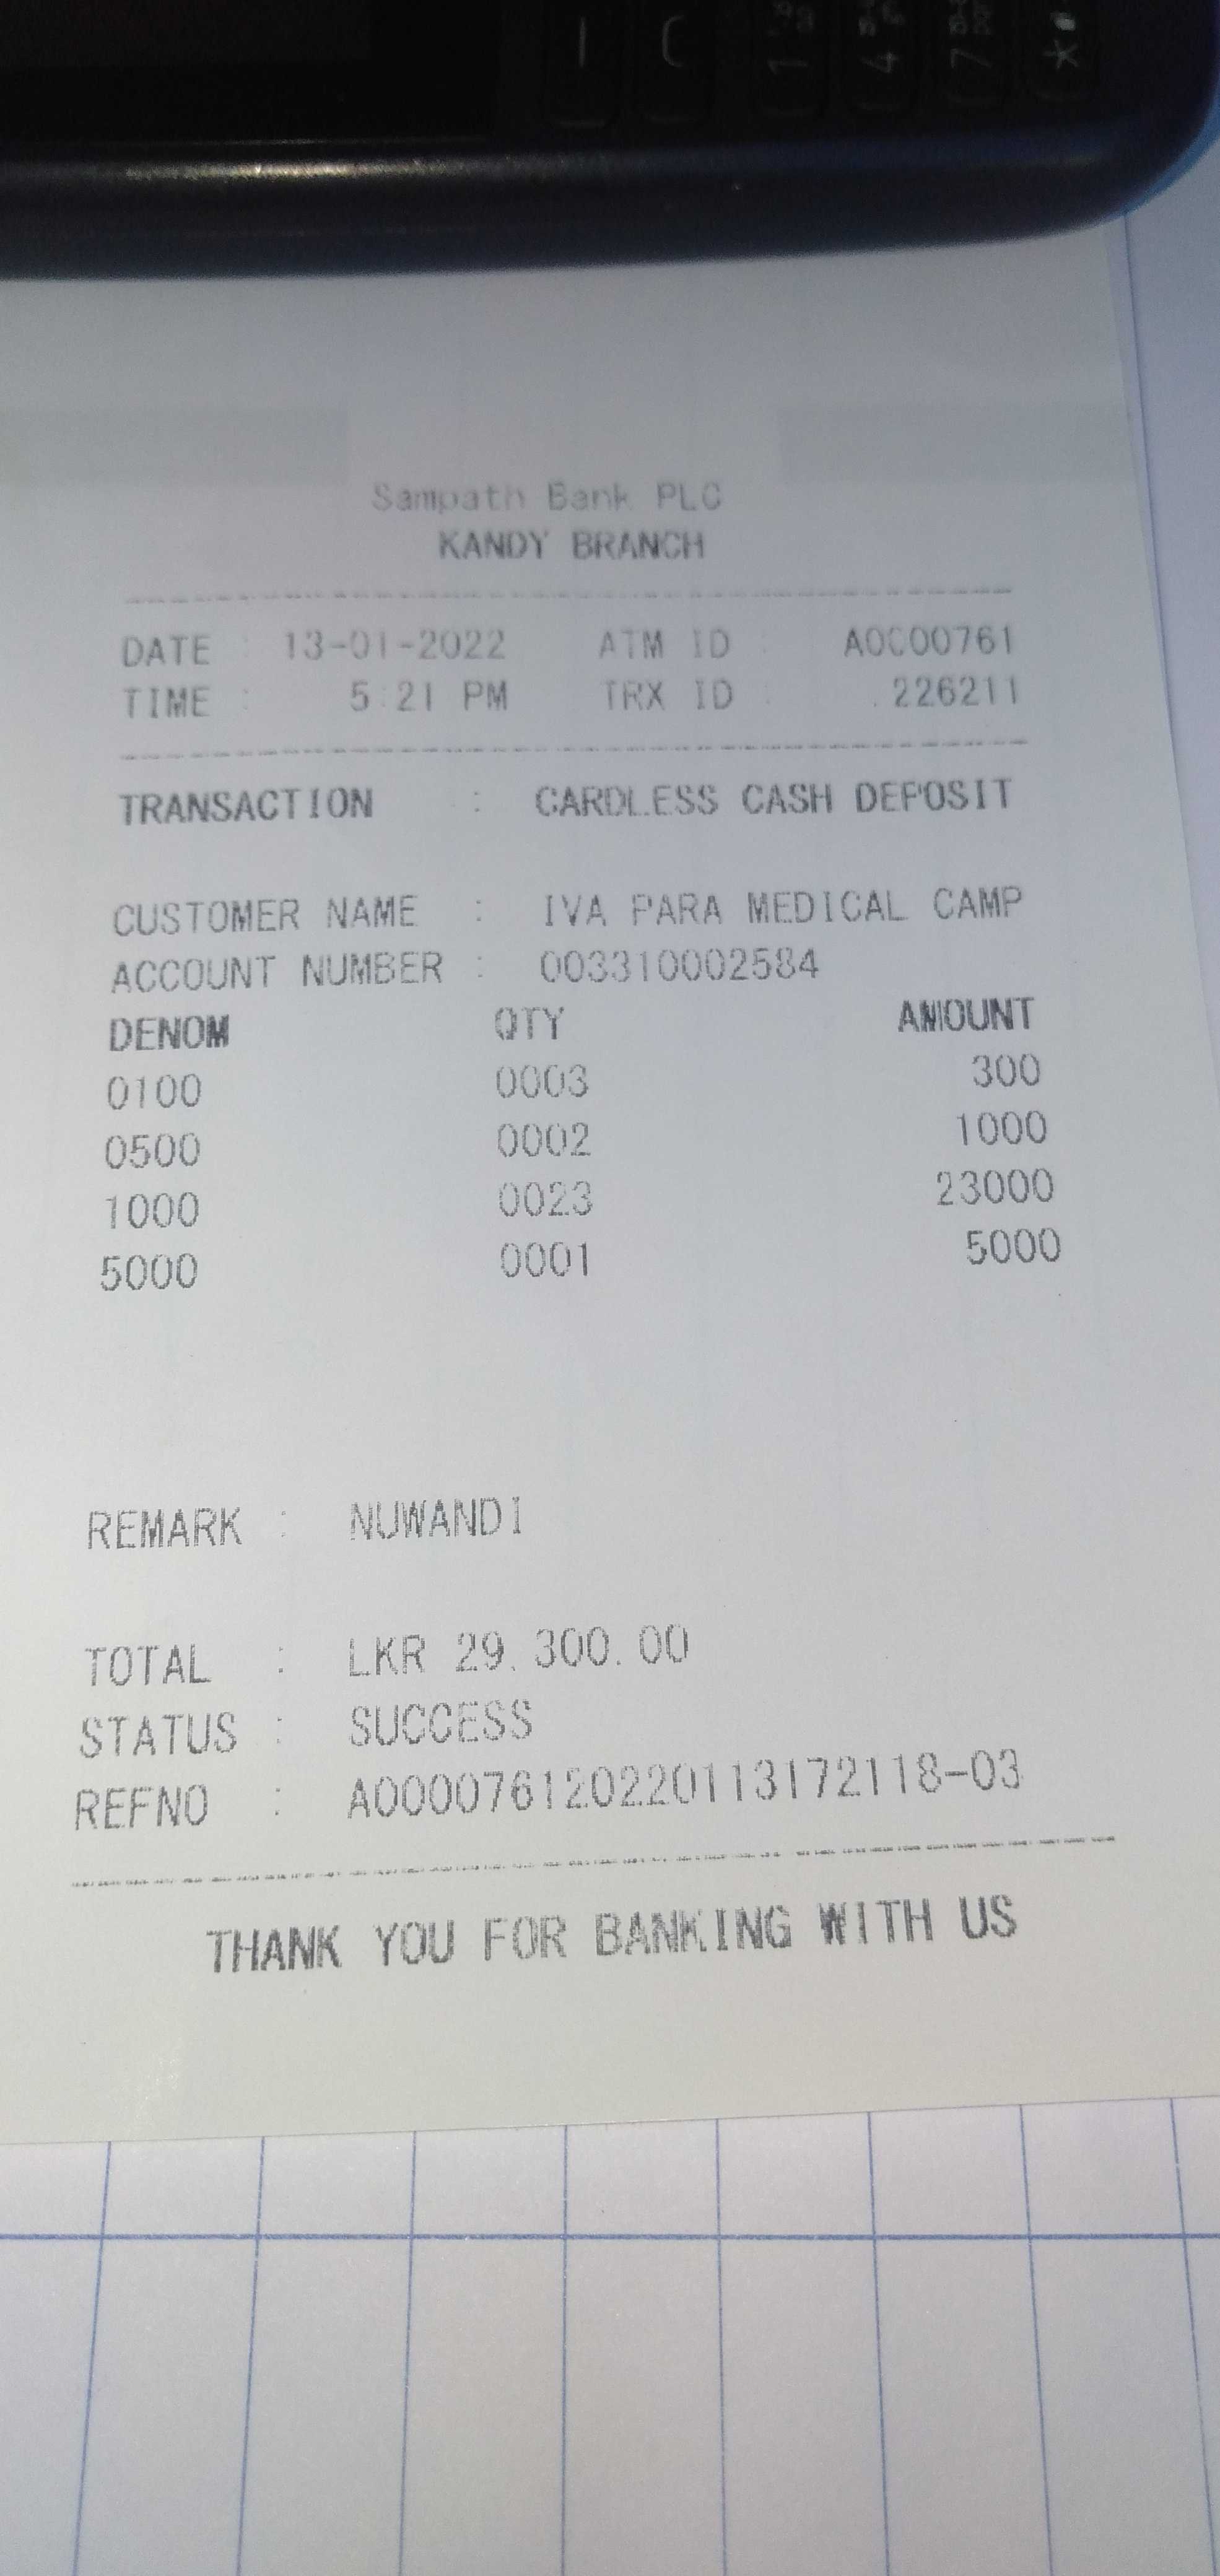 Sampath Bank PLC
KANDY BRANCH
DATE : 13-01-2022 ATM ID : A0000761
TIME : 5:21 PM TRX ID : 226211
TRANSACTION : CARDLESS CASH DEPOSIT
CUSTOMER NAME : IVA PARA MEDICAL CAMP
ACCOUNT NUMBER : 003310002584
DENOM QTY AMOUNT
0100 0003 300
0500 0002 1000
1000 0023 23000
5000 0001 5000
REMARK : NUWANDI
TOTAL : LKR 29,300.00
STATUS : SUCCESS
REFNO : A000076120220113172118-03
THANK YOU FOR BANKING WITH US